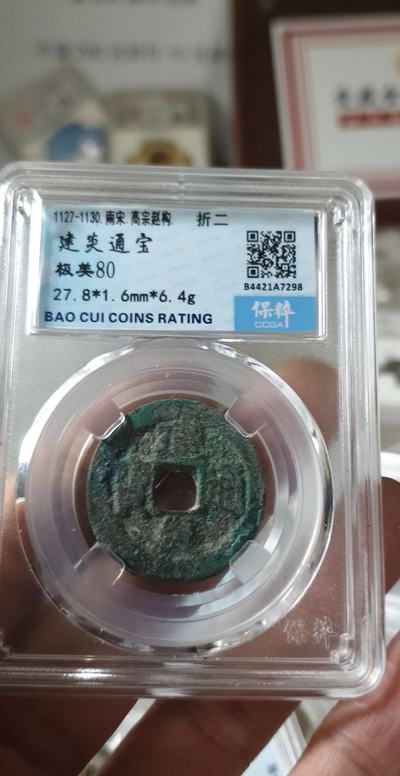 1127-1130.南宋.高宗赵构. 折二
建炎通宝
极美80
27.8*1.6mm*6.4g
B4421A7298
BAO CUI COINS RATING
保粹
CCGA
保粹